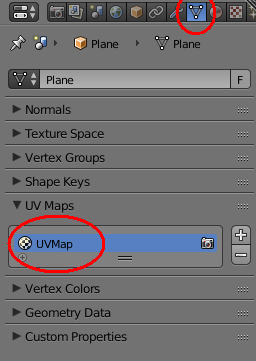 Plane Plane
Plane F
Normals
Texture Space
Vertex Groups
Shape Keys
UV Maps
UVMap
Vertex Colors
Geometry Data
Custom Properties